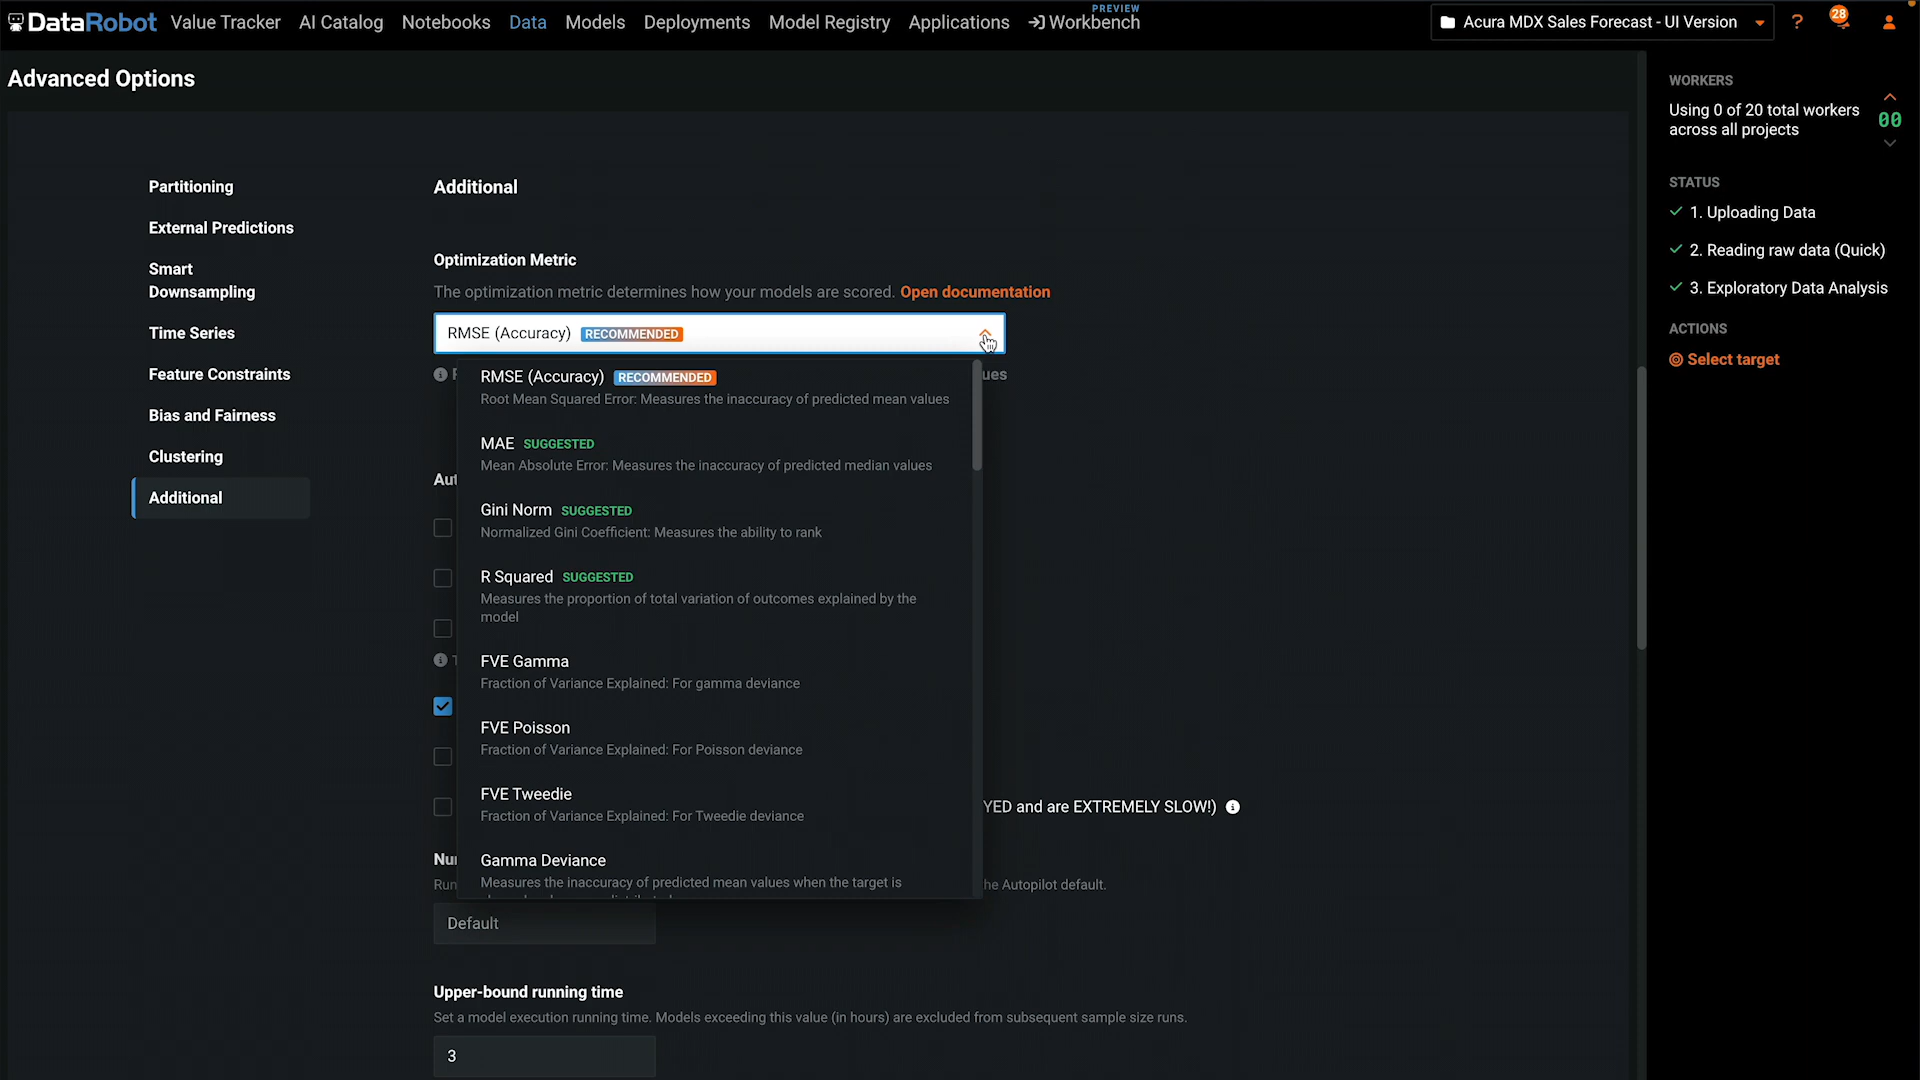 DataRobot Value Tracker AI Catalog Notebooks Data Models Deployments Model Registry Applications Workbench PREVIEW
Acura MDX Sales Forecast - UI Version ? 28
Advanced Options
Partitioning
External Predictions
Smart
Downsampling
Time Series
Feature Constraints
Bias and Fairness
Clustering
Additional
Additional
Optimization Metric
The optimization metric determines how your models are scored. Open documentation
RMSE (Accuracy) RECOMMENDED
RMSE (Accuracy) RECOMMENDED
Root Mean Squared Error: Measures the inaccuracy of predicted mean values
MAE SUGGESTED
Mean Absolute Error: Measures the inaccuracy of predicted median values
Gini Norm SUGGESTED
Normalized Gini Coefficient: Measures the ability to rank
R Squared SUGGESTED
Measures the proportion of total variation of outcomes explained by the
model
FVE Gamma
Fraction of Variance Explained: For gamma deviance
FVE Poisson
Fraction of Variance Explained: For Poisson deviance
FVE Tweedie
Fraction of Variance Explained: For Tweedie deviance
YED and are EXTREMELY SLOW!)
Gamma Deviance
Measures the inaccuracy of predicted mean values when the target is
he Autopilot default.
Default
Upper-bound running time
Set a model execution running time. Models exceeding this value (in hours) are excluded from subsequent sample size runs.
3
WORKERS
Using 0 of 20 total workers
across all projects
00
STATUS
1. Uploading Data
2. Reading raw data (Quick)
3. Exploratory Data Analysis
ACTIONS
Select target